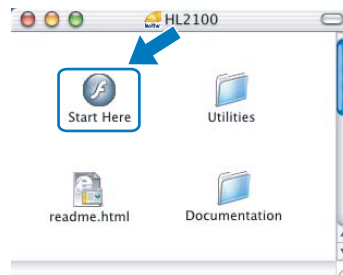 HL2100
Start Here
Utilities
readme.html
Documentation